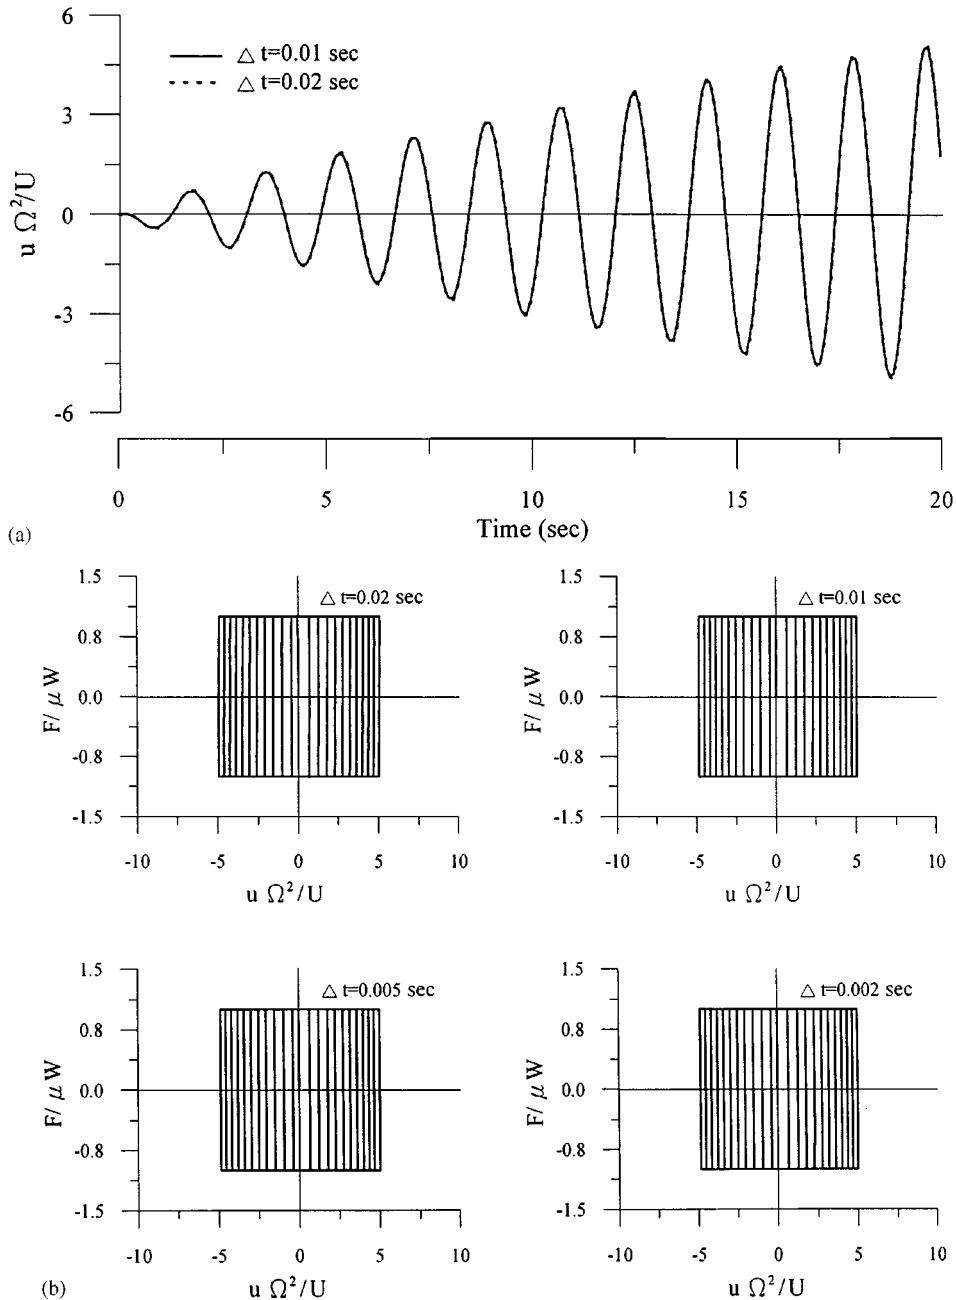 6
△ t=0.01 sec
△ t=0.02 sec
3
0
-3
-6
u Ω²/U
0 5 10 15 20
Time (sec)
(a)
1.5
△ t=0.02 sec
0.8
0.0
-0.8
-1.5
F/ μ W
-10 -5 0 5 10
u Ω²/U
1.5
△ t=0.01 sec
0.8
0.0
-0.8
-1.5
F/ μ W
-10 -5 0 5 10
u Ω²/U
1.5
△ t=0.005 sec
0.8
0.0
-0.8
-1.5
F/ μ W
-10 -5 0 5 10
u Ω²/U
1.5
△ t=0.002 sec
0.8
0.0
-0.8
-1.5
F/ μ W
-10 -5 0 5 10
u Ω²/U
(b)